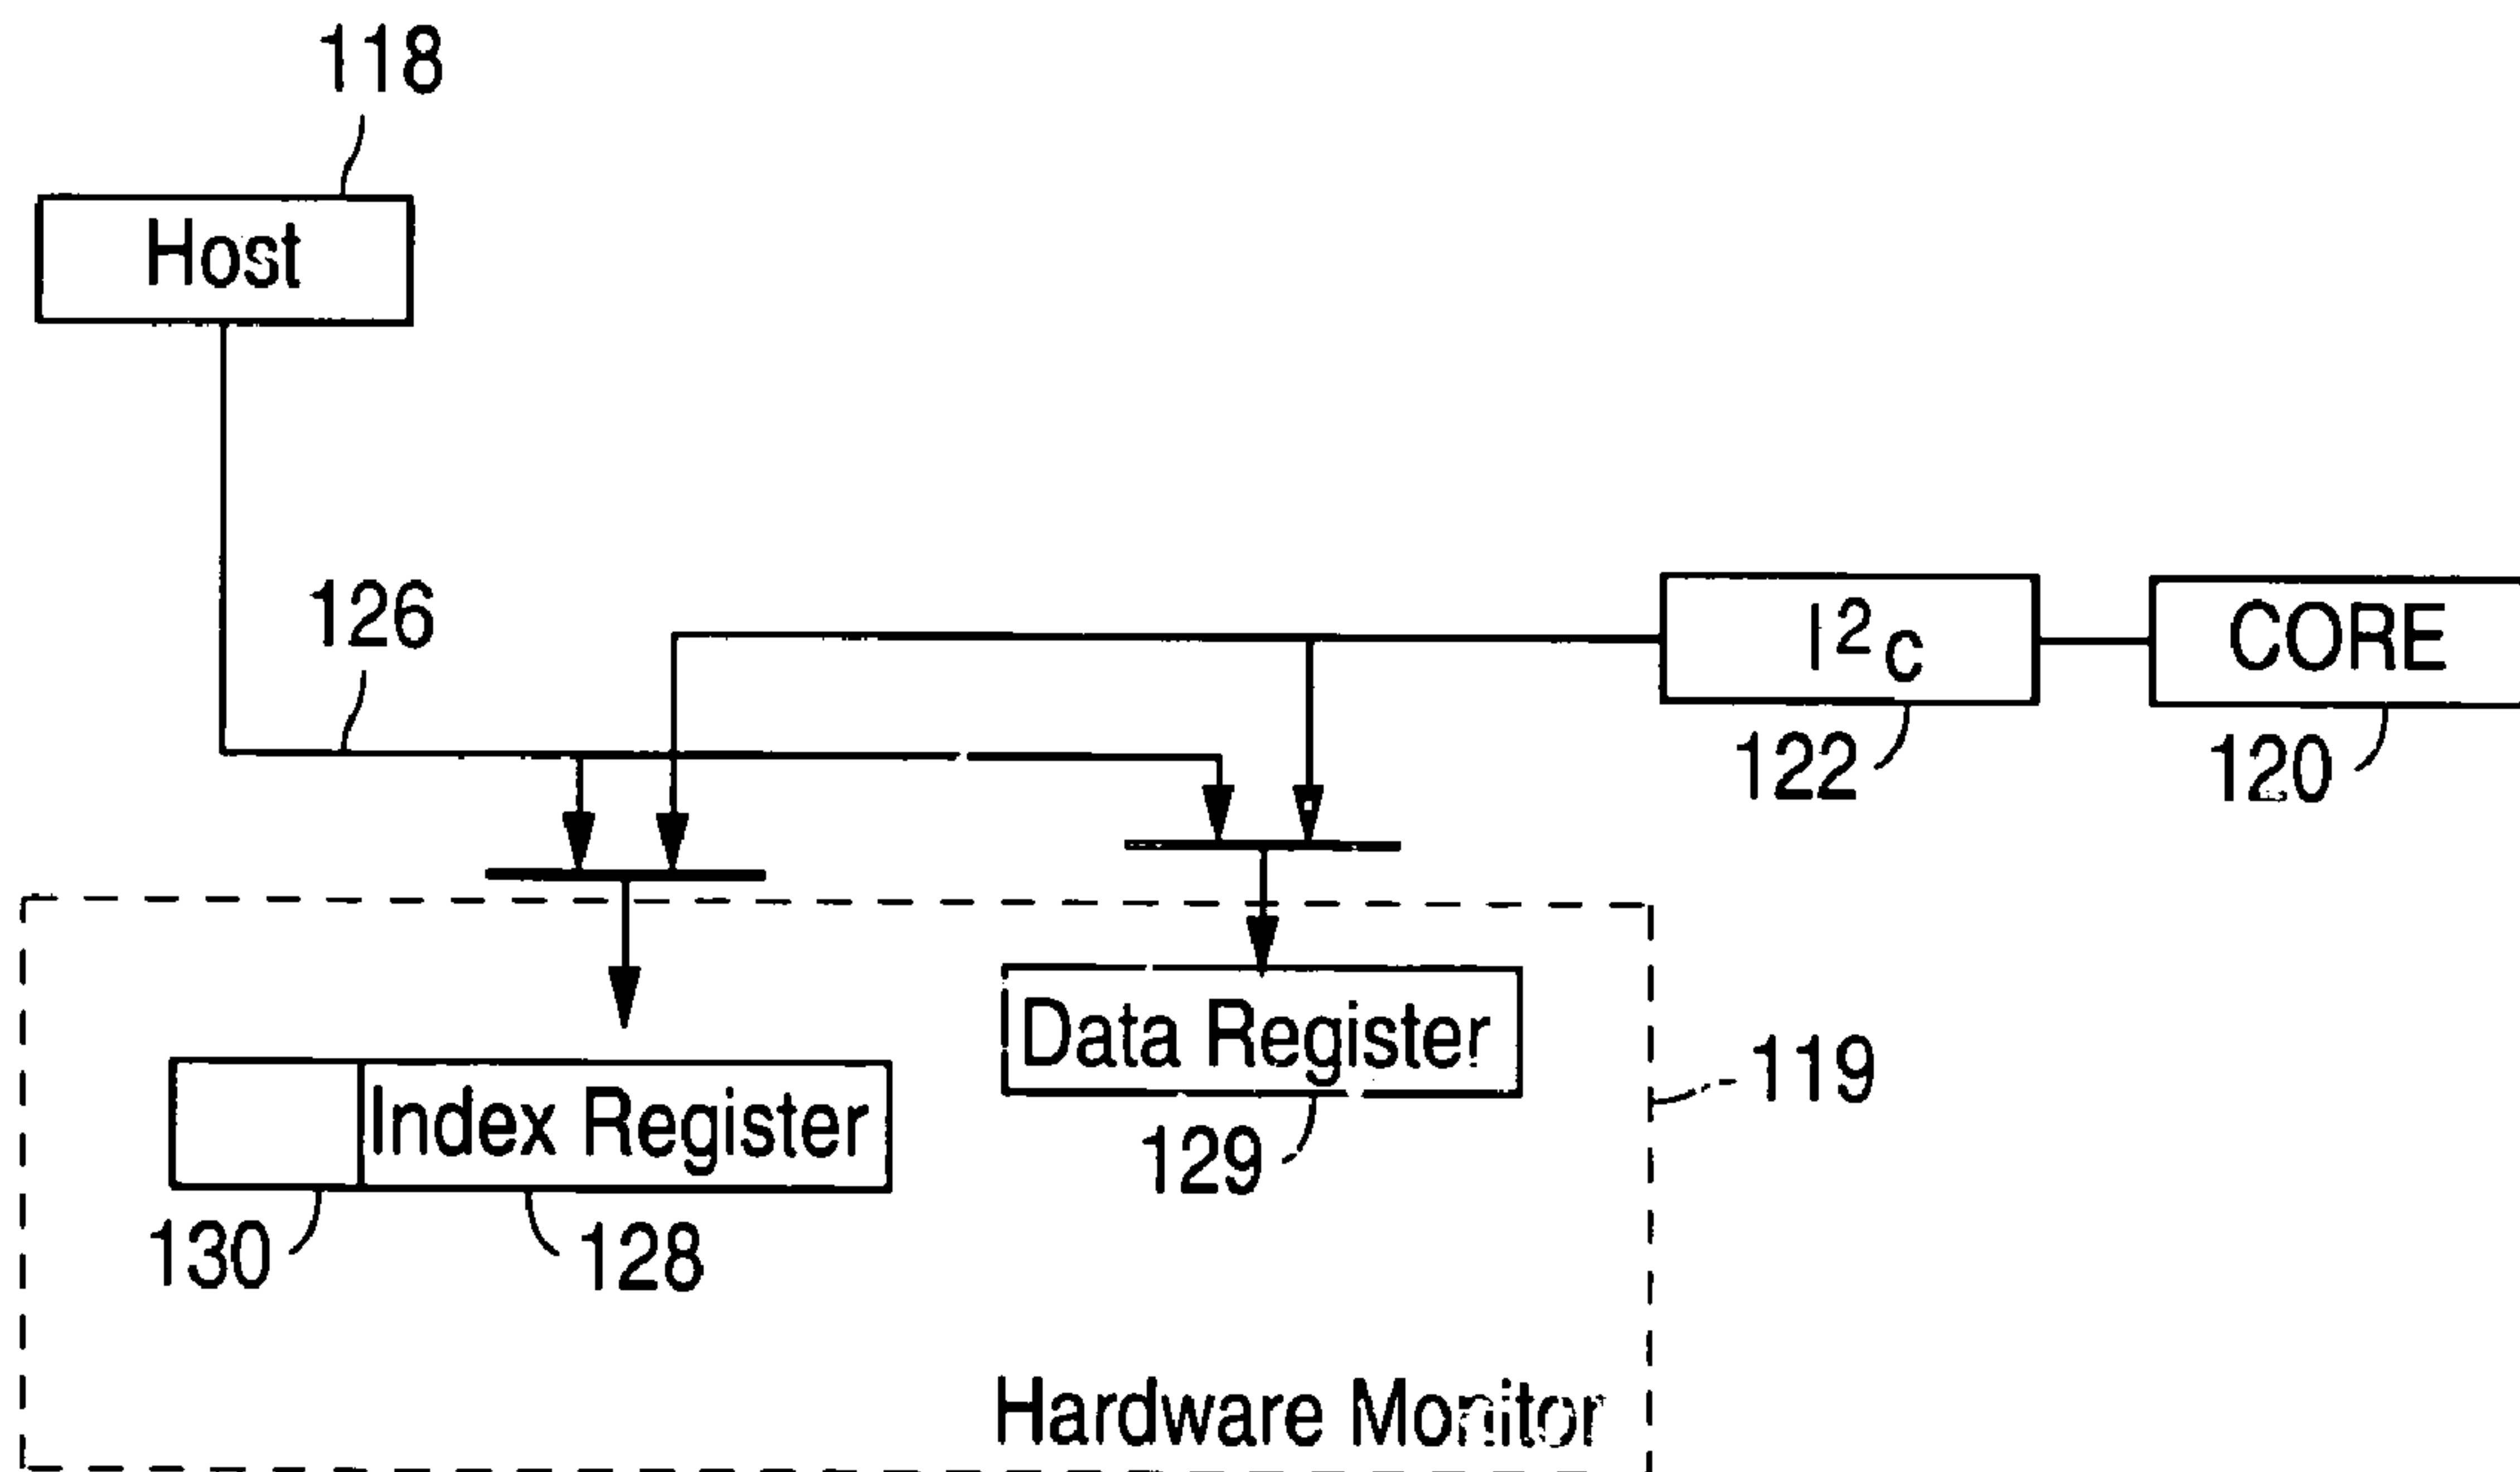 118
Host
126
I²c
CORE
122
120
Data Register
119
Index Register
129
130
128
Hardware Monitor